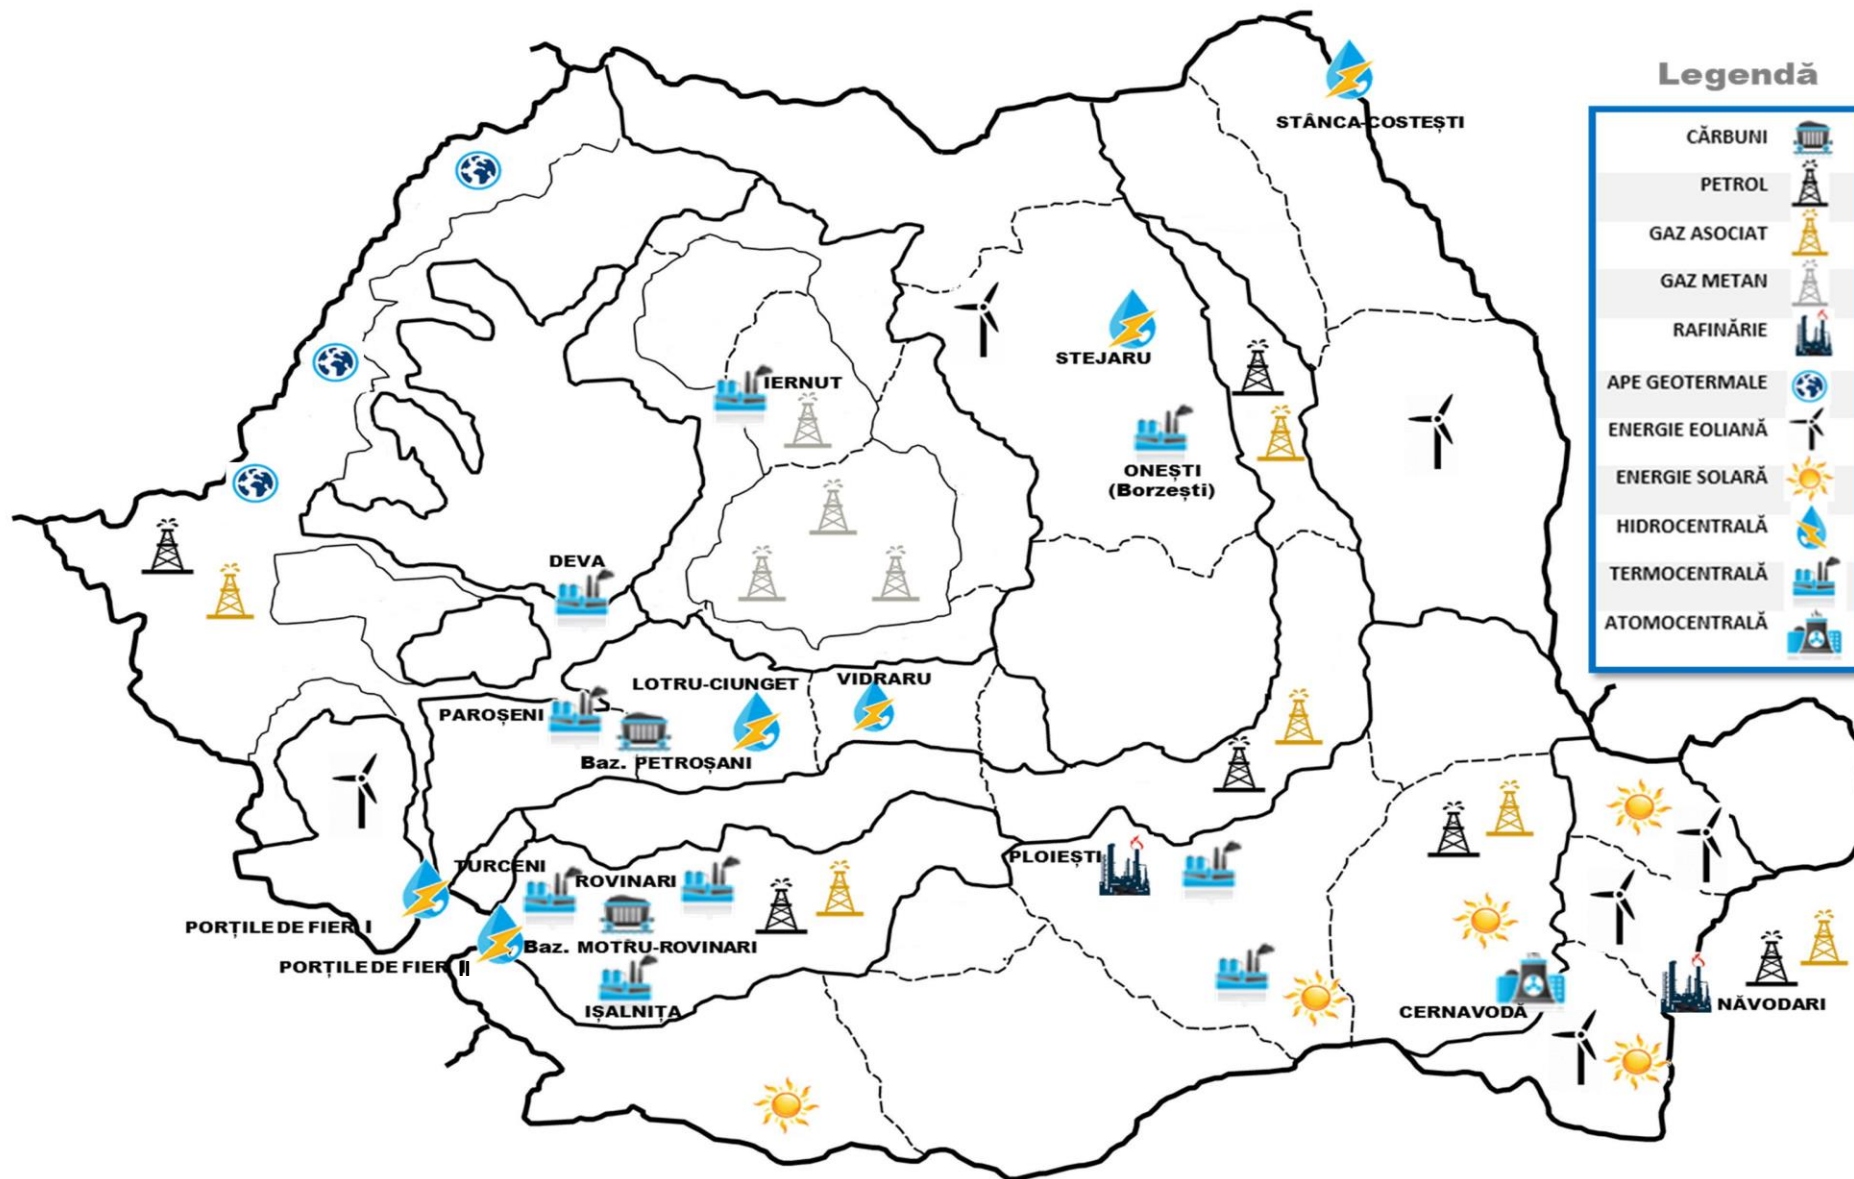 Legendă
CĂRBUNI
PETROL
GAZ ASOCIAT
GAZ METAN
RAFINĂRIE
APE GEOTERMALE
ENERGIE EOLIANĂ
ENERGIE SOLARĂ
HIDROCENTRALĂ
TERMOCENTRALĂ
ATOMOCENTRALĂ
STÂNCA-COSTEȘTI
STEJARU
IERNUT
ONEȘTI
(Borzești)
DEVA
LOTRU-CIUNGET
VIDRARU
PAROȘENI
Baz. PETROȘANI
TURCENI
ROVINARI
PLOIEȘTI
PORȚILE DE FIER I
Baz. MOTRU-ROVINARI
PORȚILE DE FIER II
IȘALNIȚA
CERNAVODĂ
NĂVODARI